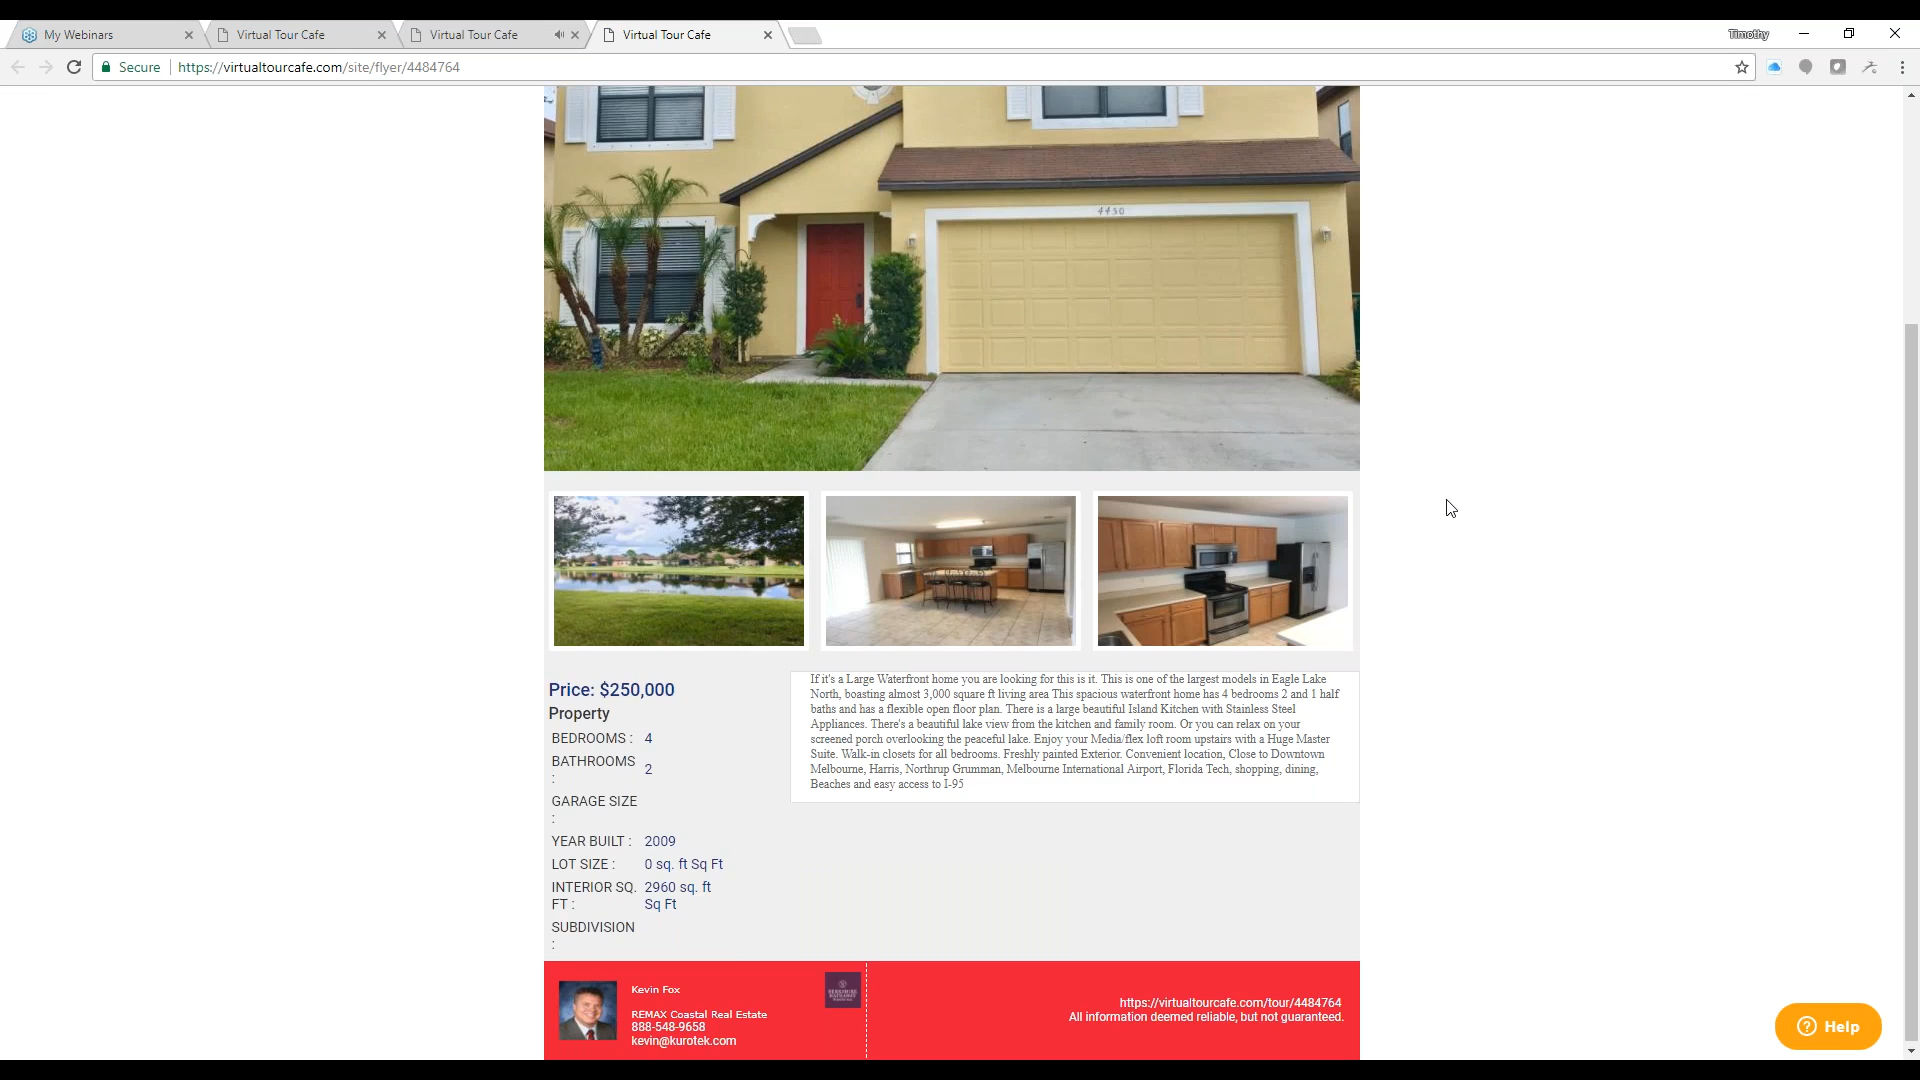 My Webinars
Virtual Tour Cafe
Virtual Tour Cafe
Virtual Tour Cafe
Timothy
Secure
https://virtualtourcafe.com/site/flyer/4484764
4450
Price: $250,000
Property
BEDROOMS : 4
BATHROOMS : 2
GARAGE SIZE :
YEAR BUILT : 2009
LOT SIZE : 0 sq. ft Sq Ft
INTERIOR SQ. FT : 2960 sq. ft Sq Ft
SUBDIVISION :
If it's a Large Waterfront home you are looking for this is it. This is one of the largest models in Eagle Lake
North, boasting almost 3,000 square ft living area This spacious waterfront home has 4 bedrooms 2 and 1 half
baths and has a flexible open floor plan. There is a large beautiful Island Kitchen with Stainless Steel
Appliances. There's a beautiful lake view from the kitchen and family room. Or you can relax on your
screened porch overlooking the peaceful lake. Enjoy your Media/flex loft room upstairs with a Huge Master
Suite. Walk-in closets for all bedrooms. Freshly painted Exterior. Convenient location, Close to Downtown
Melbourne, Harris, Northrup Grumman, Melbourne International Airport, Florida Tech, shopping, dining,
Beaches and easy access to I-95
Kevin Fox
REMAX Coastal Real Estate
888-548-9658
kevin@kurotek.com
https://virtualtourcafe.com/tour/4484764
All information deemed reliable, but not guaranteed.
Help